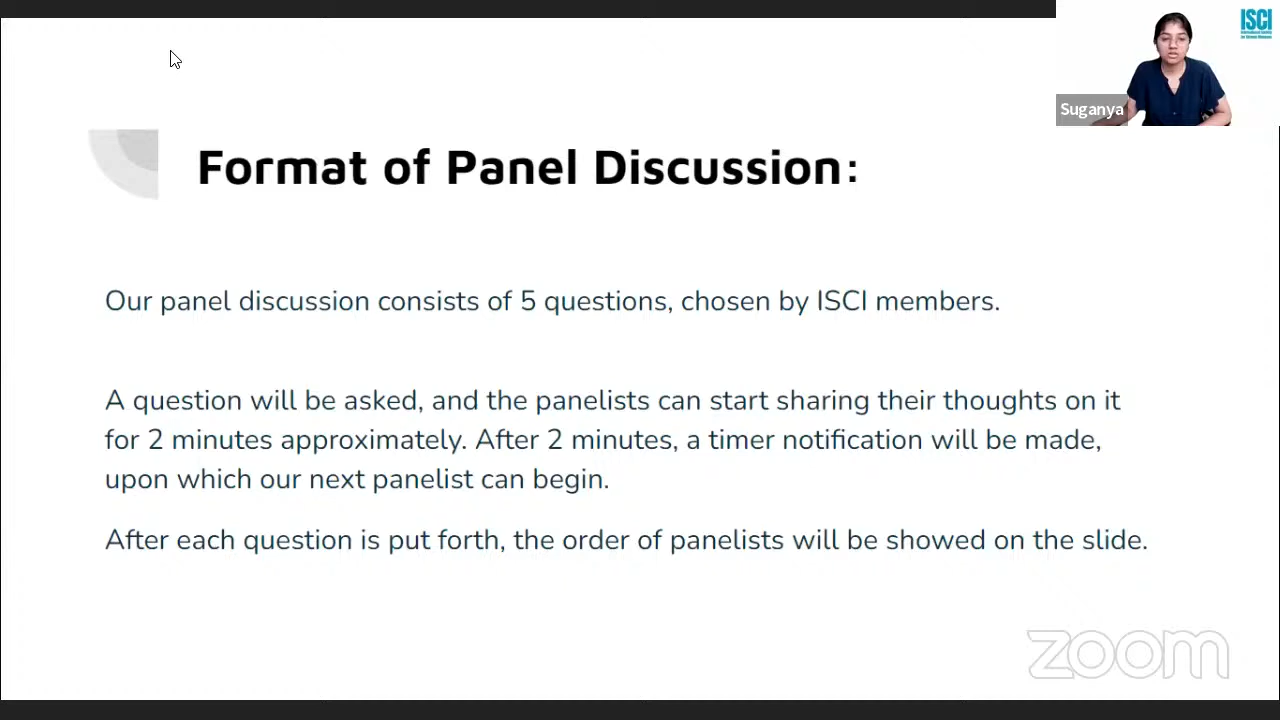 ISCI
Suganya
Format of Panel Discussion:
Our panel discussion consists of 5 questions, chosen by ISCI members.
A question will be asked, and the panelists can start sharing their thoughts on it
for 2 minutes approximately. After 2 minutes, a timer notification will be made,
upon which our next panelist can begin.
After each question is put forth, the order of panelists will be showed on the slide.
zoom